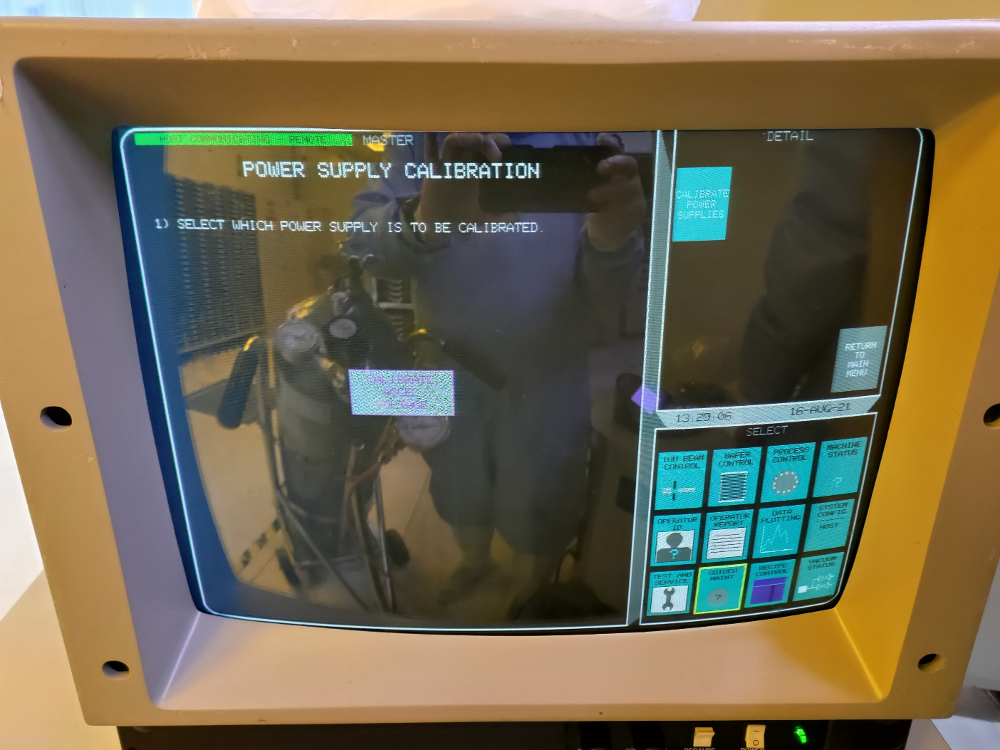 HOST COMMUNICATIONS REMOTE
MASTER
POWER SUPPLY CALIBRATION
1) SELECT WHICH POWER SUPPLY IS TO BE CALIBRATED.
CALIBRATE
ACCEL
VOLTAGE
DETAIL
CALIBRATE
POWER
SUPPLIES
RETURN
TO
MAIN
MENU
13.29:06 16-AUG-21
SELECT
ION BEAM
CONTROL
WAFER
CONTROL
PROCESS
CONTROL
MACHINE
STATUS
?
OPERATOR
ID
?
OPERATOR
REPORT
DATA
PLOTTING
SYSTEM
CONFIG
HOST
TEST AND
SERVICE
GUIDED
MAINT
?
RECIPE
CONTROL
VACUUM
STATUS
DEGAUSS
POWER